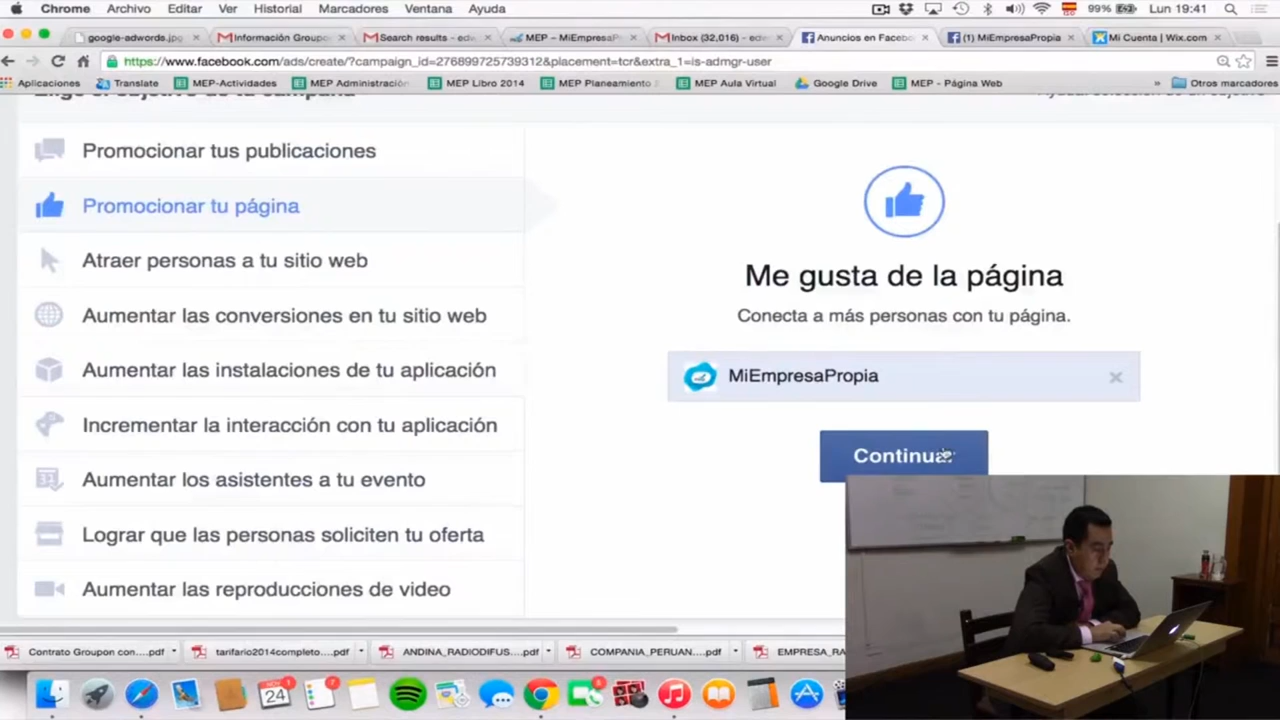 Chrome Archivo Editar Ver Historial Marcadores Ventana Ayuda 99% Lun 19:41
google-adwords.jpg Información Groupo Search results - edw MEP – MiEmpresaP Inbox (32,016) - ed Anuncios en Faceb (1) MiEmpresaPropia Mi Cuenta | Wix.com
https://www.facebook.com/ads/create/?campaign_id=276899725739312&placement=tcr&extra_1=is-admgr-user
Aplicaciones Translate MEP-Actividades MEP Administració MEP Libro 2014 MEP Planeamiento MEP Aula Virtual Google Drive MEP - Página Web » Otros marcadores
Promocionar tus publicaciones
Promocionar tu página
Atraer personas a tu sitio web
Aumentar las conversiones en tu sitio web
Aumentar las instalaciones de tu aplicación
Incrementar la interacción con tu aplicación
Aumentar los asistentes a tu evento
Lograr que las personas soliciten tu oferta
Aumentar las reproducciones de video
Me gusta de la página
Conecta a más personas con tu página.
MiEmpresaPropia
Continuar
Contrato Groupon con....pdf tarifario2014completo....pdf ANDINA_RADIODIFUS....pdf COMPANIA_PERUAN....pdf EMPRESA_RA
24